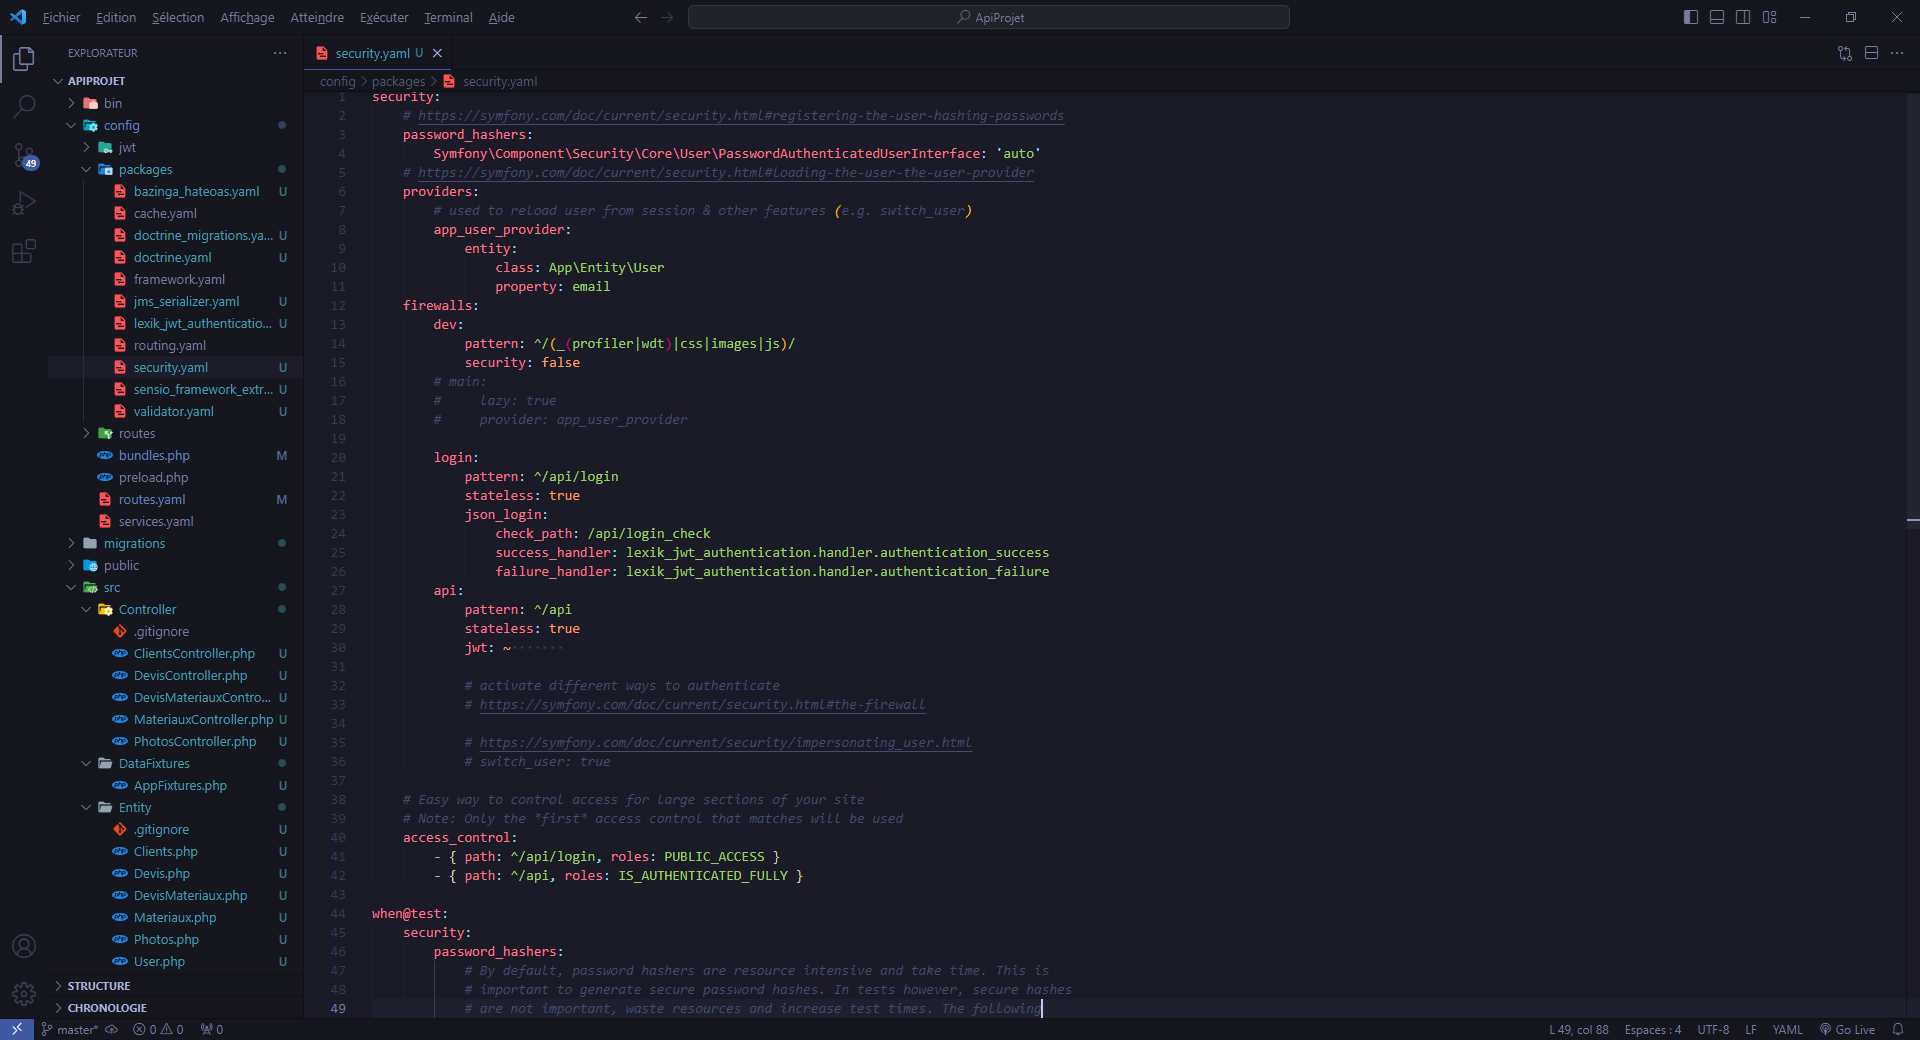 Fichier Edition Sélection Affichage Atteindre Exécuter Terminal Aide
ApiProjet
EXPLORATEUR
APIPROJET
bin
config
jwt
packages
bazinga_hateoas.yaml U
cache.yaml
doctrine_migrations.ya... U
doctrine.yaml U
framework.yaml
jms_serializer.yaml U
lexik_jwt_authenticatio... U
routing.yaml
security.yaml U
sensio_framework_extr... U
validator.yaml U
routes
bundles.php M
preload.php
routes.yaml M
services.yaml
migrations
public
src
Controller
.gitignore
ClientsController.php U
DevisController.php U
DevisMateriauxContro... U
MateriauxController.php U
PhotosController.php U
DataFixtures
AppFixtures.php U
Entity
.gitignore U
Clients.php U
Devis.php U
DevisMateriaux.php U
Materiaux.php U
Photos.php U
User.php U
STRUCTURE
CHRONOLOGIE
49
security.yaml U
config > packages > security.yaml
1 security:
2 # https://symfony.com/doc/current/security.html#registering-the-user-hashing-passwords
3 password_hashers:
4 Symfony\Component\Security\Core\User\PasswordAuthenticatedUserInterface: 'auto'
5 # https://symfony.com/doc/current/security.html#loading-the-user-the-user-provider
6 providers:
7 # used to reload user from session & other features (e.g. switch_user)
8 app_user_provider:
9 entity:
10 class: App\Entity\User
11 property: email
12 firewalls:
13 dev:
14 pattern: ^/(_(profiler|wdt)|css|images|js)/
15 security: false
16 # main:
17 # lazy: true
18 # provider: app_user_provider
19
20 login:
21 pattern: ^/api/login
22 stateless: true
23 json_login:
24 check_path: /api/login_check
25 success_handler: lexik_jwt_authentication.handler.authentication_success
26 failure_handler: lexik_jwt_authentication.handler.authentication_failure
27 api:
28 pattern: ^/api
29 stateless: true
30 jwt: ~
31
32 # activate different ways to authenticate
33 # https://symfony.com/doc/current/security.html#the-firewall
34
35 # https://symfony.com/doc/current/security/impersonating_user.html
36 # switch_user: true
37
38 # Easy way to control access for large sections of your site
39 # Note: Only the *first* access control that matches will be used
40 access_control:
41 - { path: ^/api/login, roles: PUBLIC_ACCESS }
42 - { path: ^/api, roles: IS_AUTHENTICATED_FULLY }
43
44 when@test:
45 security:
46 password_hashers:
47 # By default, password hashers are resource intensive and take time. This is
48 # important to generate secure password hashes. In tests however, secure hashes
49 # are not important, waste resources and increase test times. The following
master* 0 0 0 L 49, col 88 Espaces : 4 UTF-8 LF YAML Go Live